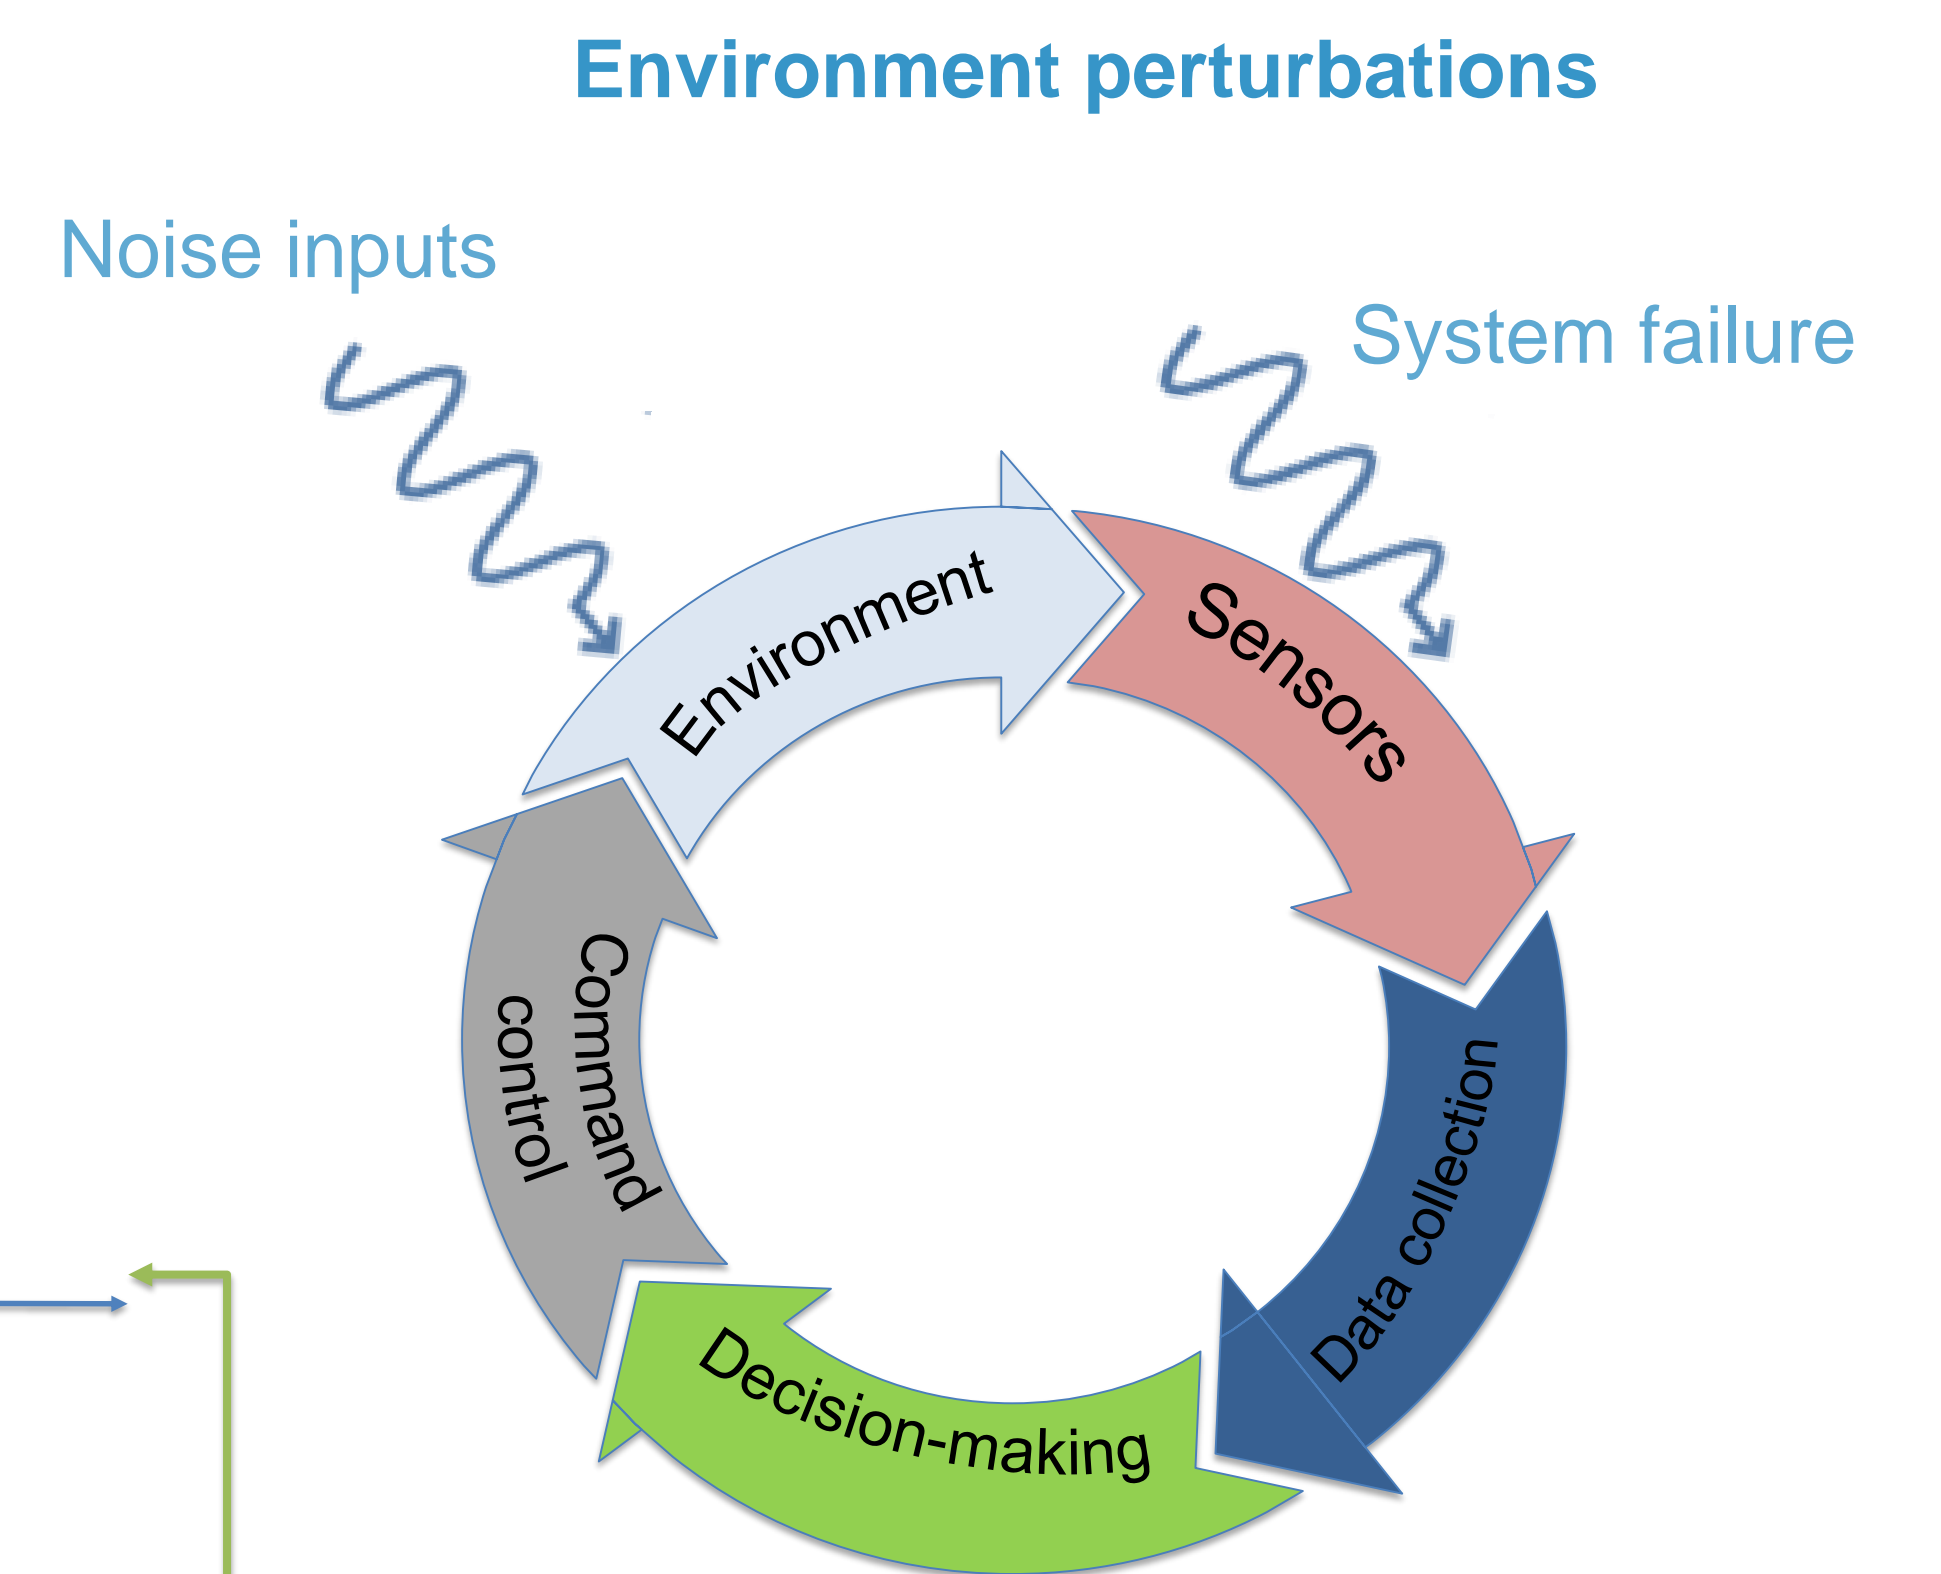 Environment perturbations
Noise inputs
System failure
Environment
Sensors
Data collection
Decision-making
Command
control